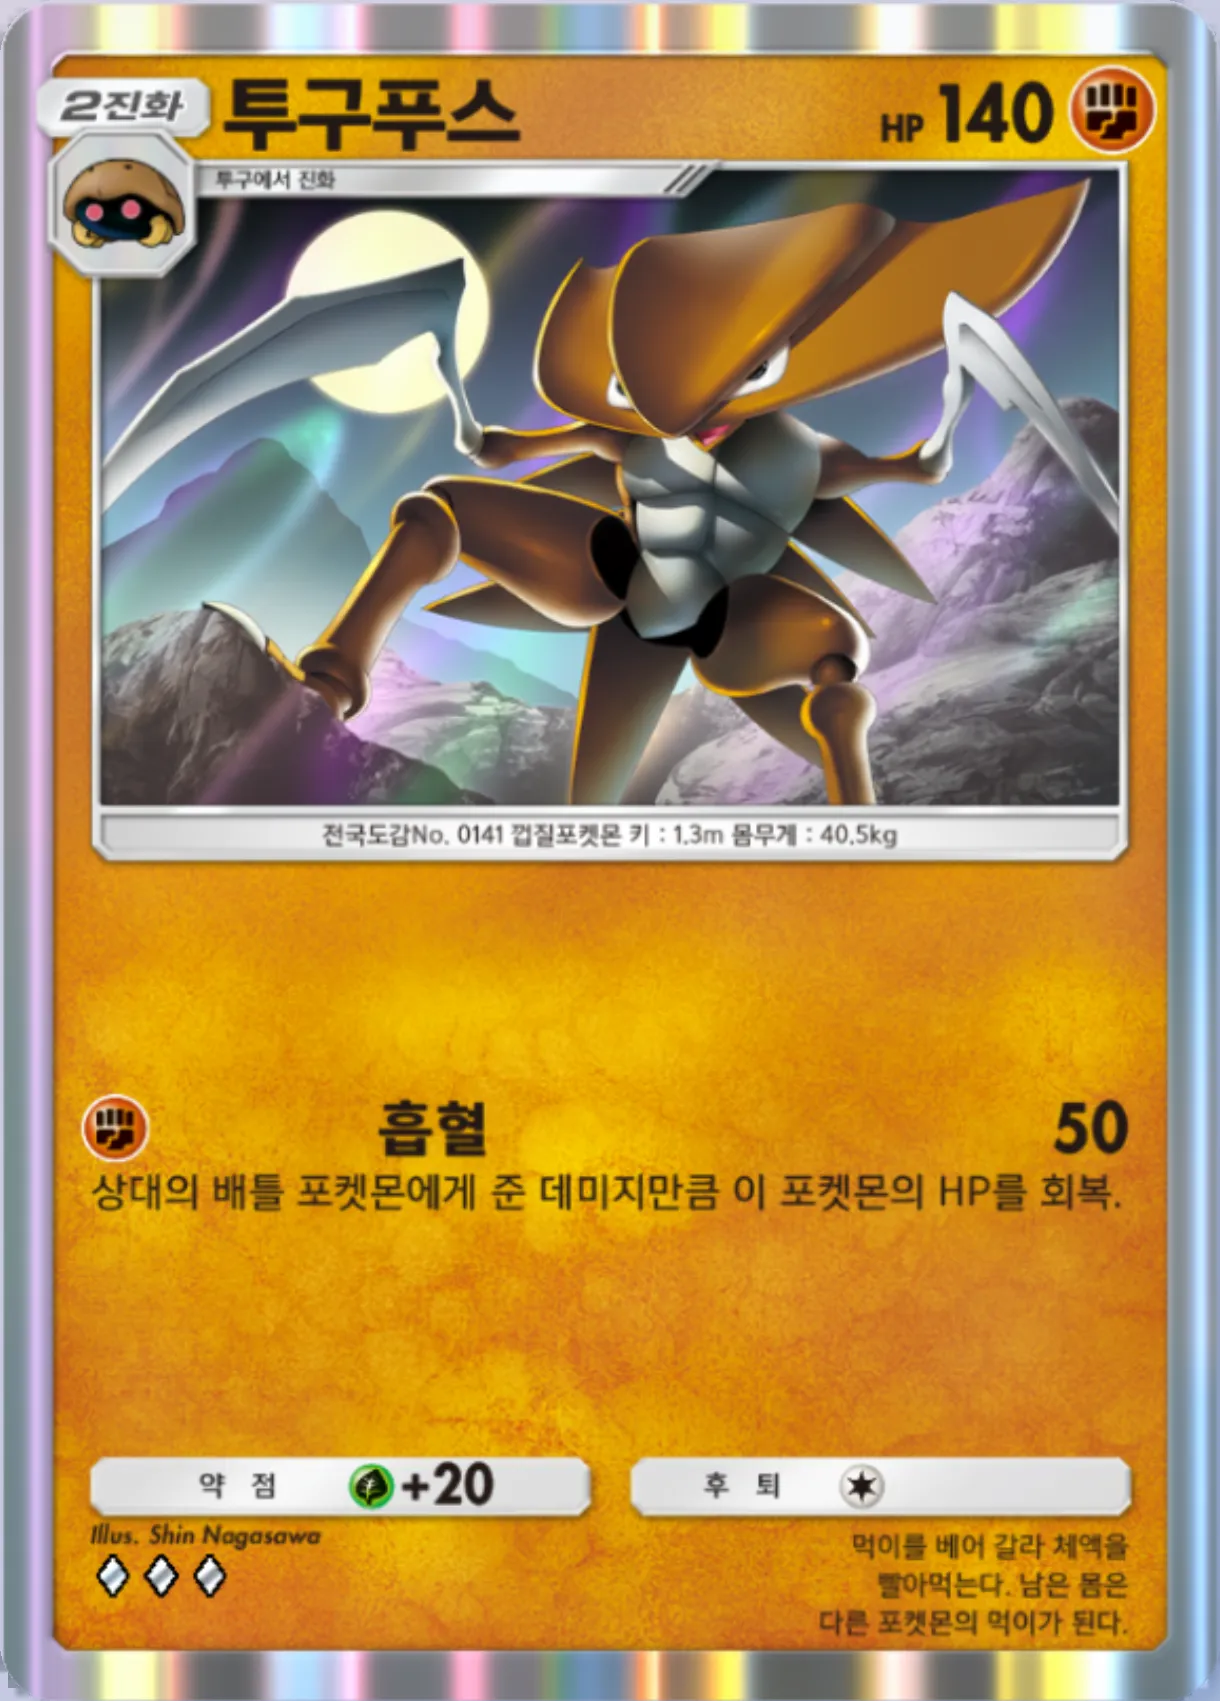 2진화 투구푸스 HP 140
투구에서 진화
전국도감No. 0141 껍질포켓몬 키 : 1.3m 몸무게 : 40.5kg
흡혈 50
상대의 배틀 포켓몬에게 준 데미지만큼 이 포켓몬의 HP를 회복.
약점 +20 후퇴
Illus. Shin Nagasawa
먹이를 베어 갈라 체액을
빨아먹는다. 남은 몸은
다른 포켓몬의 먹이가 된다.